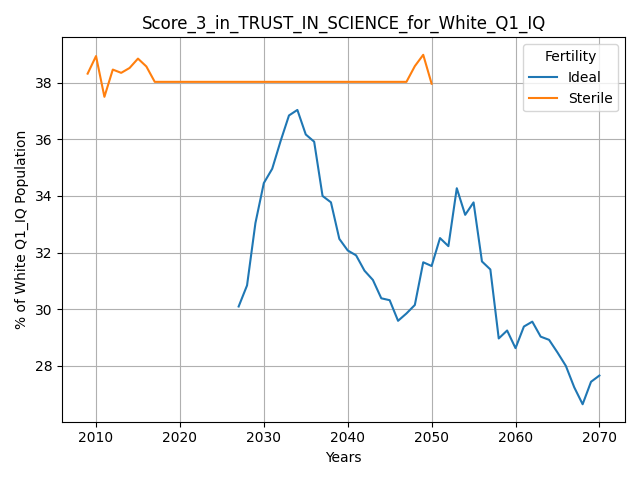 Score_3_in_TRUST_IN_SCIENCE_for_White_Q1_IQ
Fertility
Ideal
Sterile
% of White Q1_IQ Population
38
36
34
32
30
28
2010 2020 2030 2040 2050 2060 2070
Years